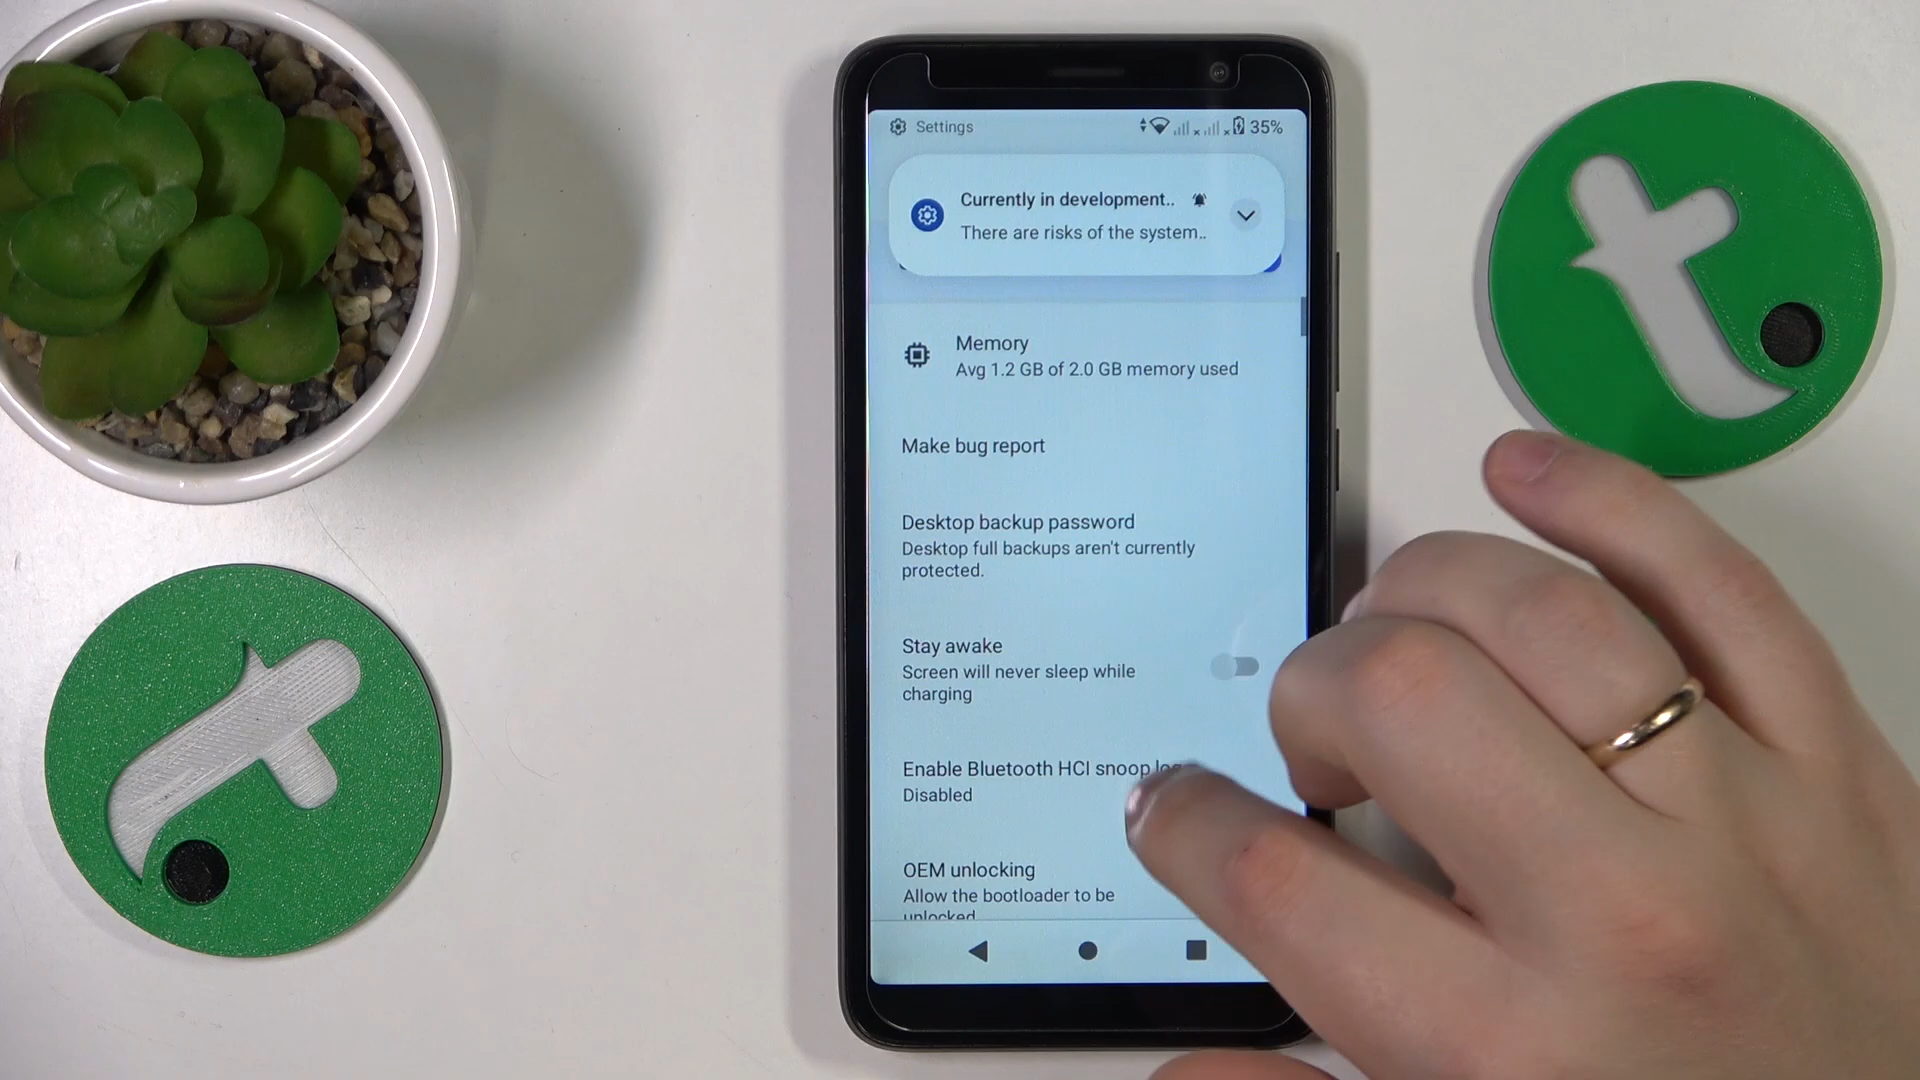 Settings
35%
Currently in development..
There are risks of the system..
Memory
Avg 1.2 GB of 2.0 GB memory used
Make bug report
Desktop backup password
Desktop full backups aren't currently
protected.
Stay awake
Screen will never sleep while
charging
Enable Bluetooth HCI snoop log
Disabled
OEM unlocking
Allow the bootloader to be
unlocked